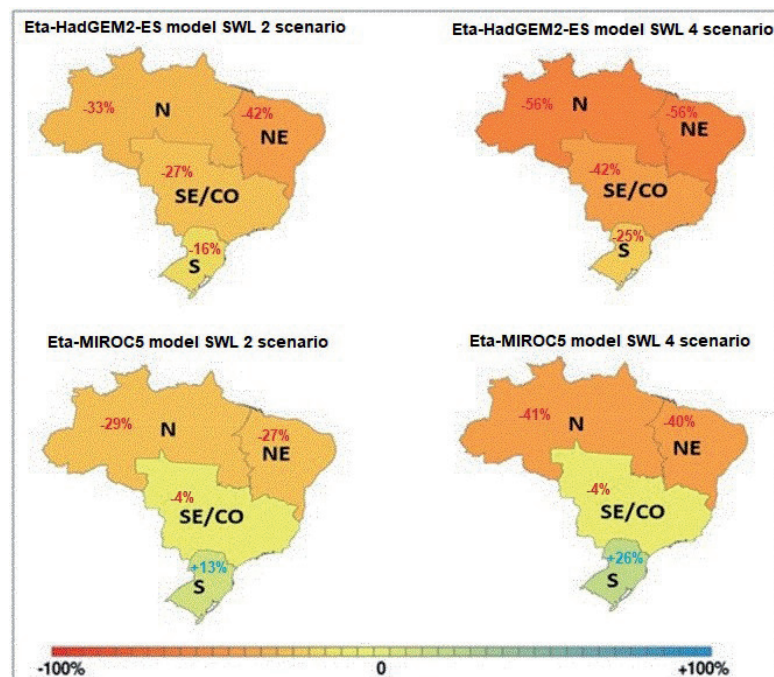 Eta-HadGEM2-ES model SWL 2 scenario
-33%
N
-42%
NE
-27%
SE/CO
-16%
S
Eta-HadGEM2-ES model SWL 4 scenario
-56%
N
-56%
NE
-42%
SE/CO
-25%
S
Eta-MIROC5 model SWL 2 scenario
-29%
N
-27%
NE
-4%
SE/CO
+13%
S
Eta-MIROC5 model SWL 4 scenario
-41%
N
-40%
NE
-4%
SE/CO
+26%
S
-100%
0
+100%